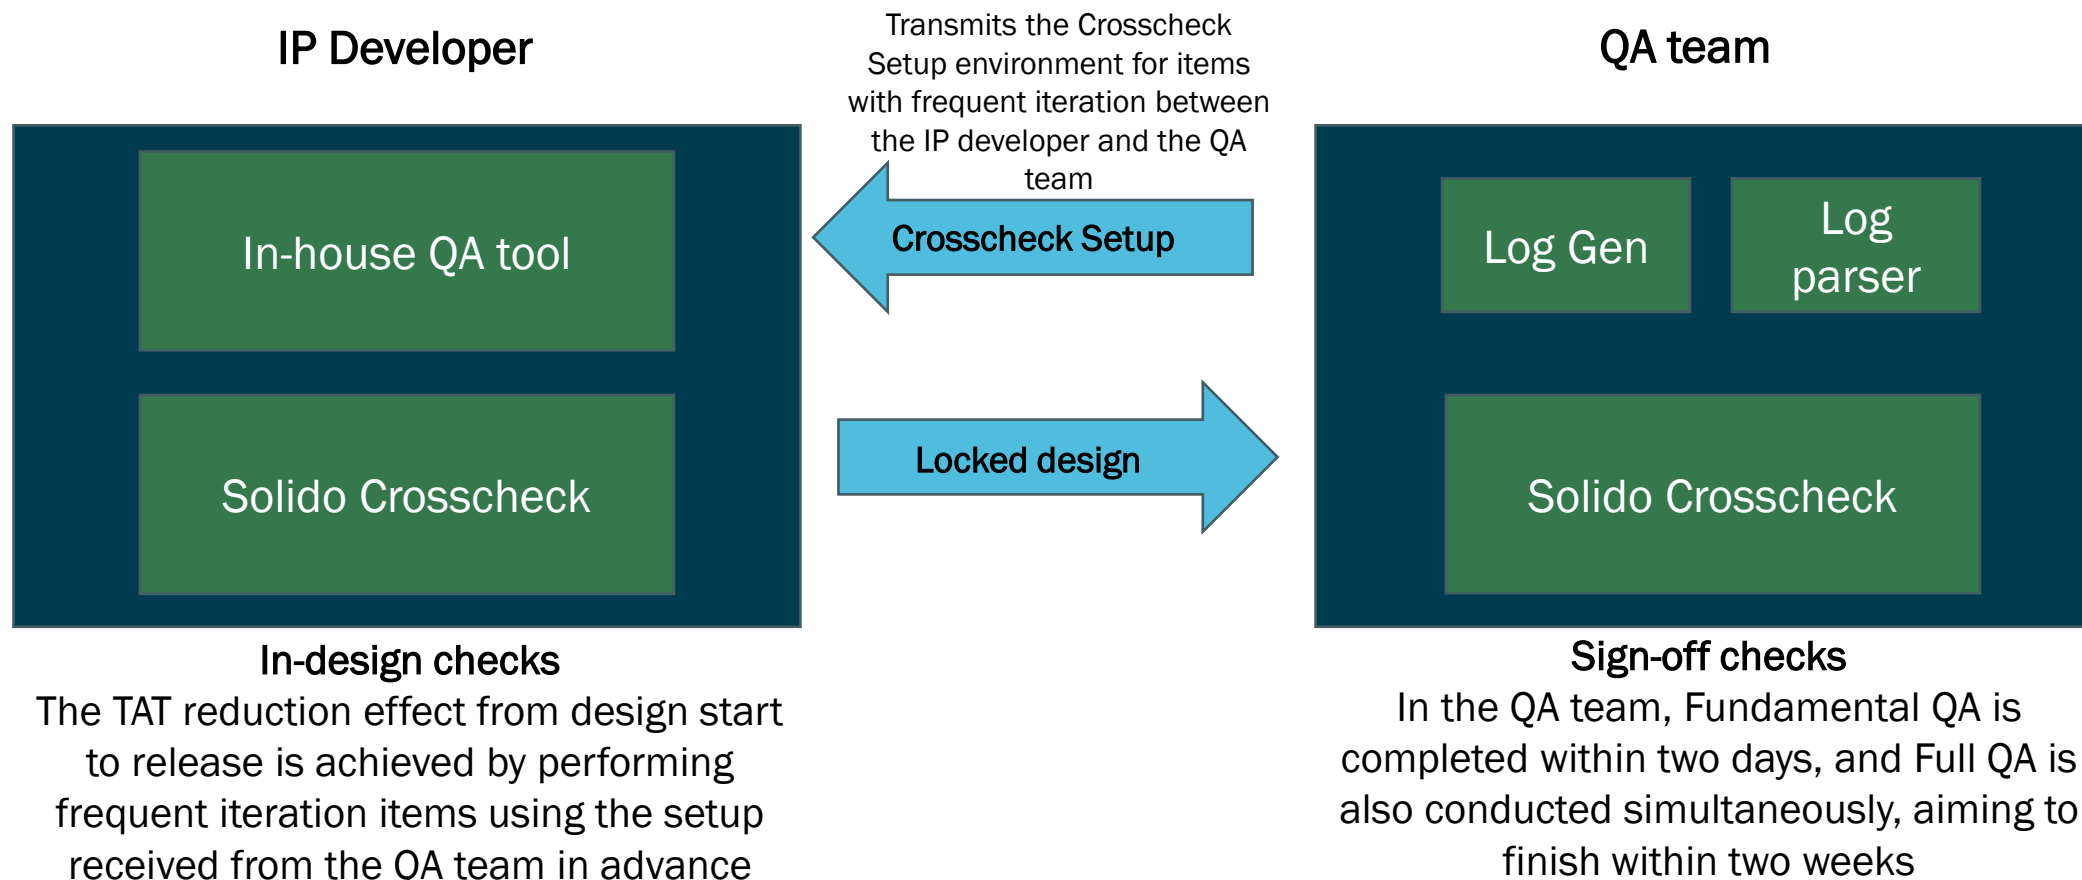 IP Developer
Transmits the Crosscheck
Setup environment for items
with frequent iteration between
the IP developer and the QA
team
QA team
In-house QA tool
Solido Crosscheck
Crosscheck Setup
Locked design
Log Gen
Log
parser
Solido Crosscheck
In-design checks
The TAT reduction effect from design start
to release is achieved by performing
frequent iteration items using the setup
received from the QA team in advance
Sign-off checks
In the QA team, Fundamental QA is
completed within two days, and Full QA is
also conducted simultaneously, aiming to
finish within two weeks